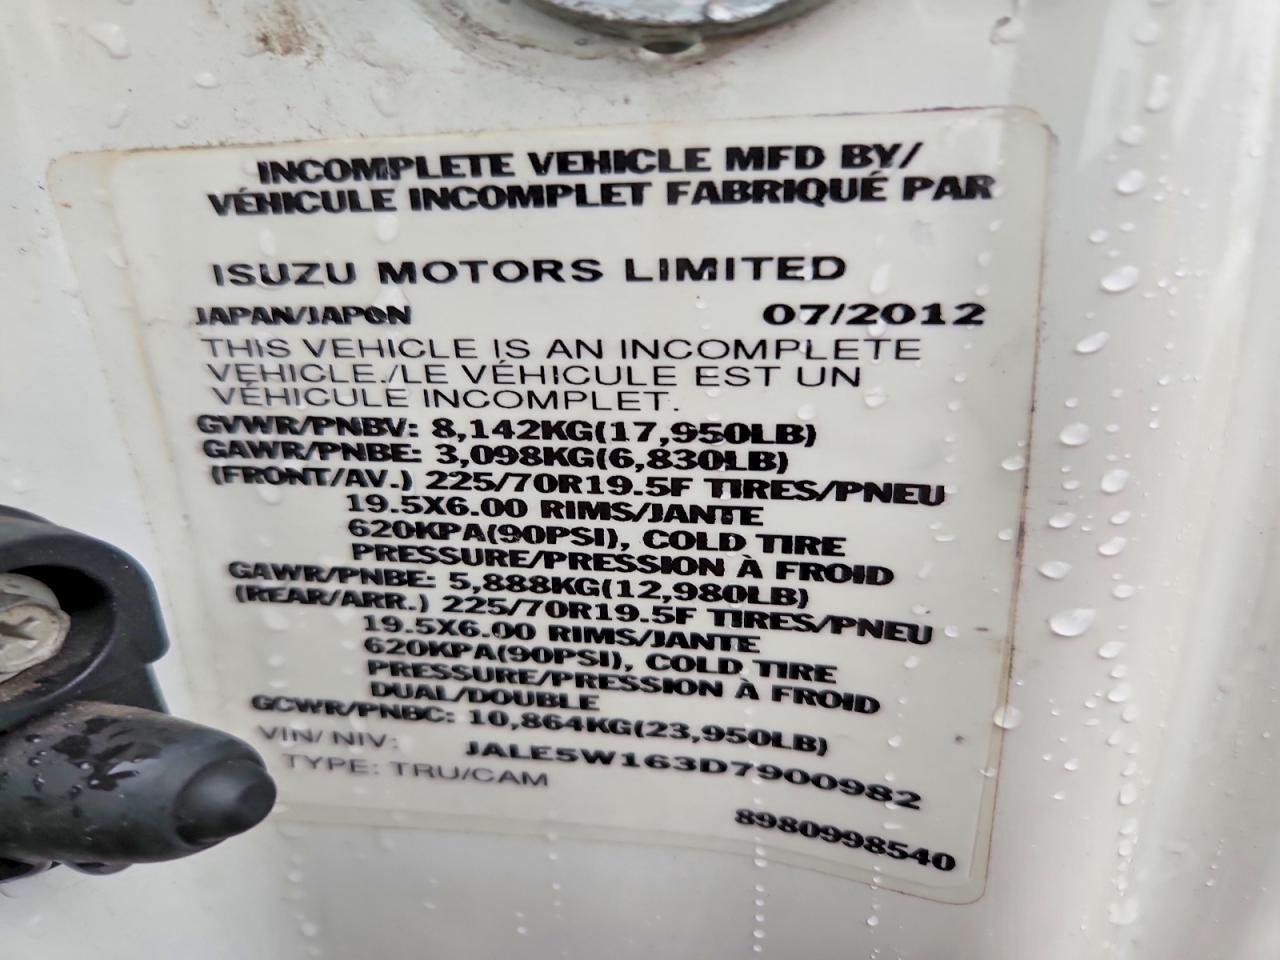 INCOMPLETE VEHICLE MFD BY/
VÉHICULE INCOMPLET FABRIQUÉ PAR
ISUZU MOTORS LIMITED
JAPAN/JAPON 07/2012
THIS VEHICLE IS AN INCOMPLETE
VEHICLE./LE VÉHICULE EST UN
VÉHICULE INCOMPLET.
GVWR/PNBV: 8,142KG(17,950LB)
GAWR/PNBE: 3,098KG(6,830LB)
(FRONT/AV.) 225/70R19.5F TIRES/PNEU
19.5X6.00 RIMS/JANTE
620KPA(90PSI), COLD TIRE
PRESSURE/PRESSION À FROID
GAWR/PNBE: 5,888KG(12,980LB)
(REAR/ARR.) 225/70R19.5F TIRES/PNEU
19.5X6.00 RIMS/JANTE
620KPA(90PSI), COLD TIRE
PRESSURE/PRESSION À FROID
DUAL/DOUBLE
GCWR/PNBC: 10,864KG(23,950LB)
VIN/NIV: JALE5W163D7900982
TYPE: TRU/CAM
8980998540